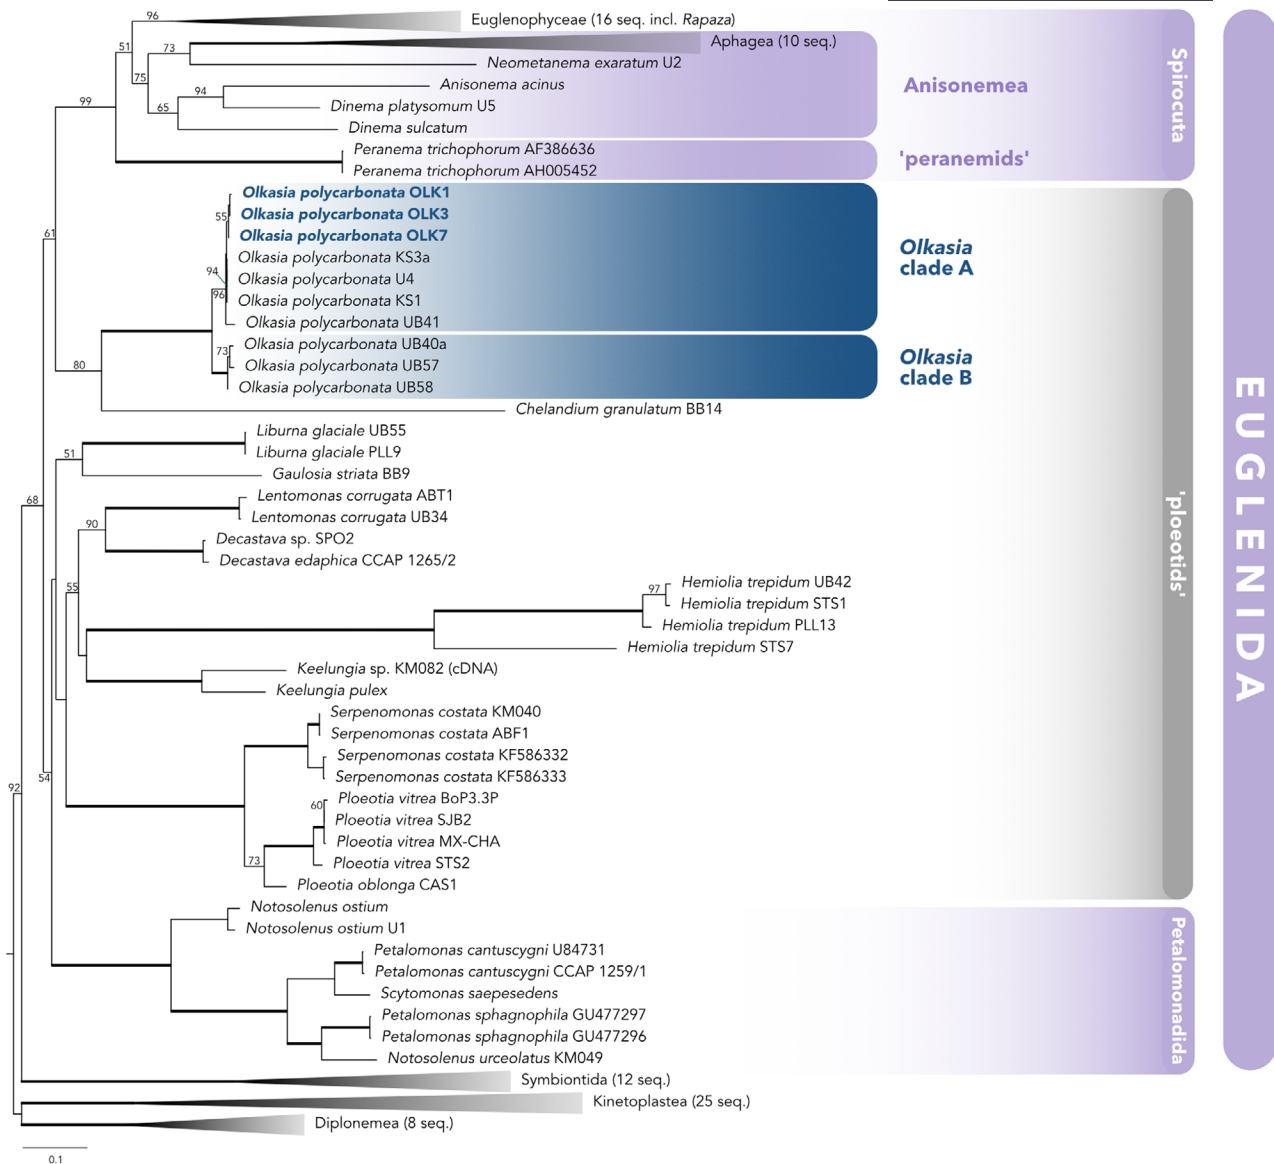 96
Euglenophyceae (16 seq. incl. Rapaza)
51
73
Aphagea (10 seq.)
Neometanema exaratum U2
75
94
Anisonema acinus
Anisonemea
Spirocuta
99
65
Dinema platysomum U5
Dinema sulcatum
Peranema trichophorum AF386636
'peranemids'
Peranema trichophorum AH005452
Olkasia polycarbonata OLK1
55
Olkasia polycarbonata OLK3
61
Olkasia polycarbonata OLK7
Olkasia
clade A
Olkasia polycarbonata KS3a
94
Olkasia polycarbonata U4
96
Olkasia polycarbonata KS1
Olkasia polycarbonata UB41
73
Olkasia polycarbonata UB40a
80
Olkasia polycarbonata UB57
Olkasia
clade B
Olkasia polycarbonata UB58
Chelandium granulatum BB14
EUGLENIDA
Liburna glaciale UB55
51
Liburna glaciale PLL9
Gaulosia striata BB9
68
Lentomonas corrugata ABT1
90
Lentomonas corrugata UB34
Decastava sp. SPO2
'ploeotids'
Decastava edaphica CCAP 1265/2
55
97
Hemiolia trepidum UB42
Hemiolia trepidum STS1
Hemiolia trepidum PLL13
Hemiolia trepidum STS7
Keelungia sp. KM082 (cDNA)
Keelungia pulex
Serpenomonas costata KM040
Serpenomonas costata ABF1
Serpenomonas costata KF586332
54
Serpenomonas costata KF586333
92
60
Ploeotia vitrea BoP3.3P
Ploeotia vitrea SJB2
Ploeotia vitrea MX-CHA
73
Ploeotia vitrea STS2
Ploeotia oblonga CAS1
Notosolenus ostium
Notosolenus ostium U1
Petalomonas cantuscygni U84731
Petalomonas cantuscygni CCAP 1259/1
Petalomonadida
Scytomonas saepesedens
Petalomonas sphagnophila GU477297
Petalomonas sphagnophila GU477296
Notosolenus urceolatus KM049
Symbiontida (12 seq.)
Kinetoplastea (25 seq.)
Diplonemea (8 seq.)
0.1